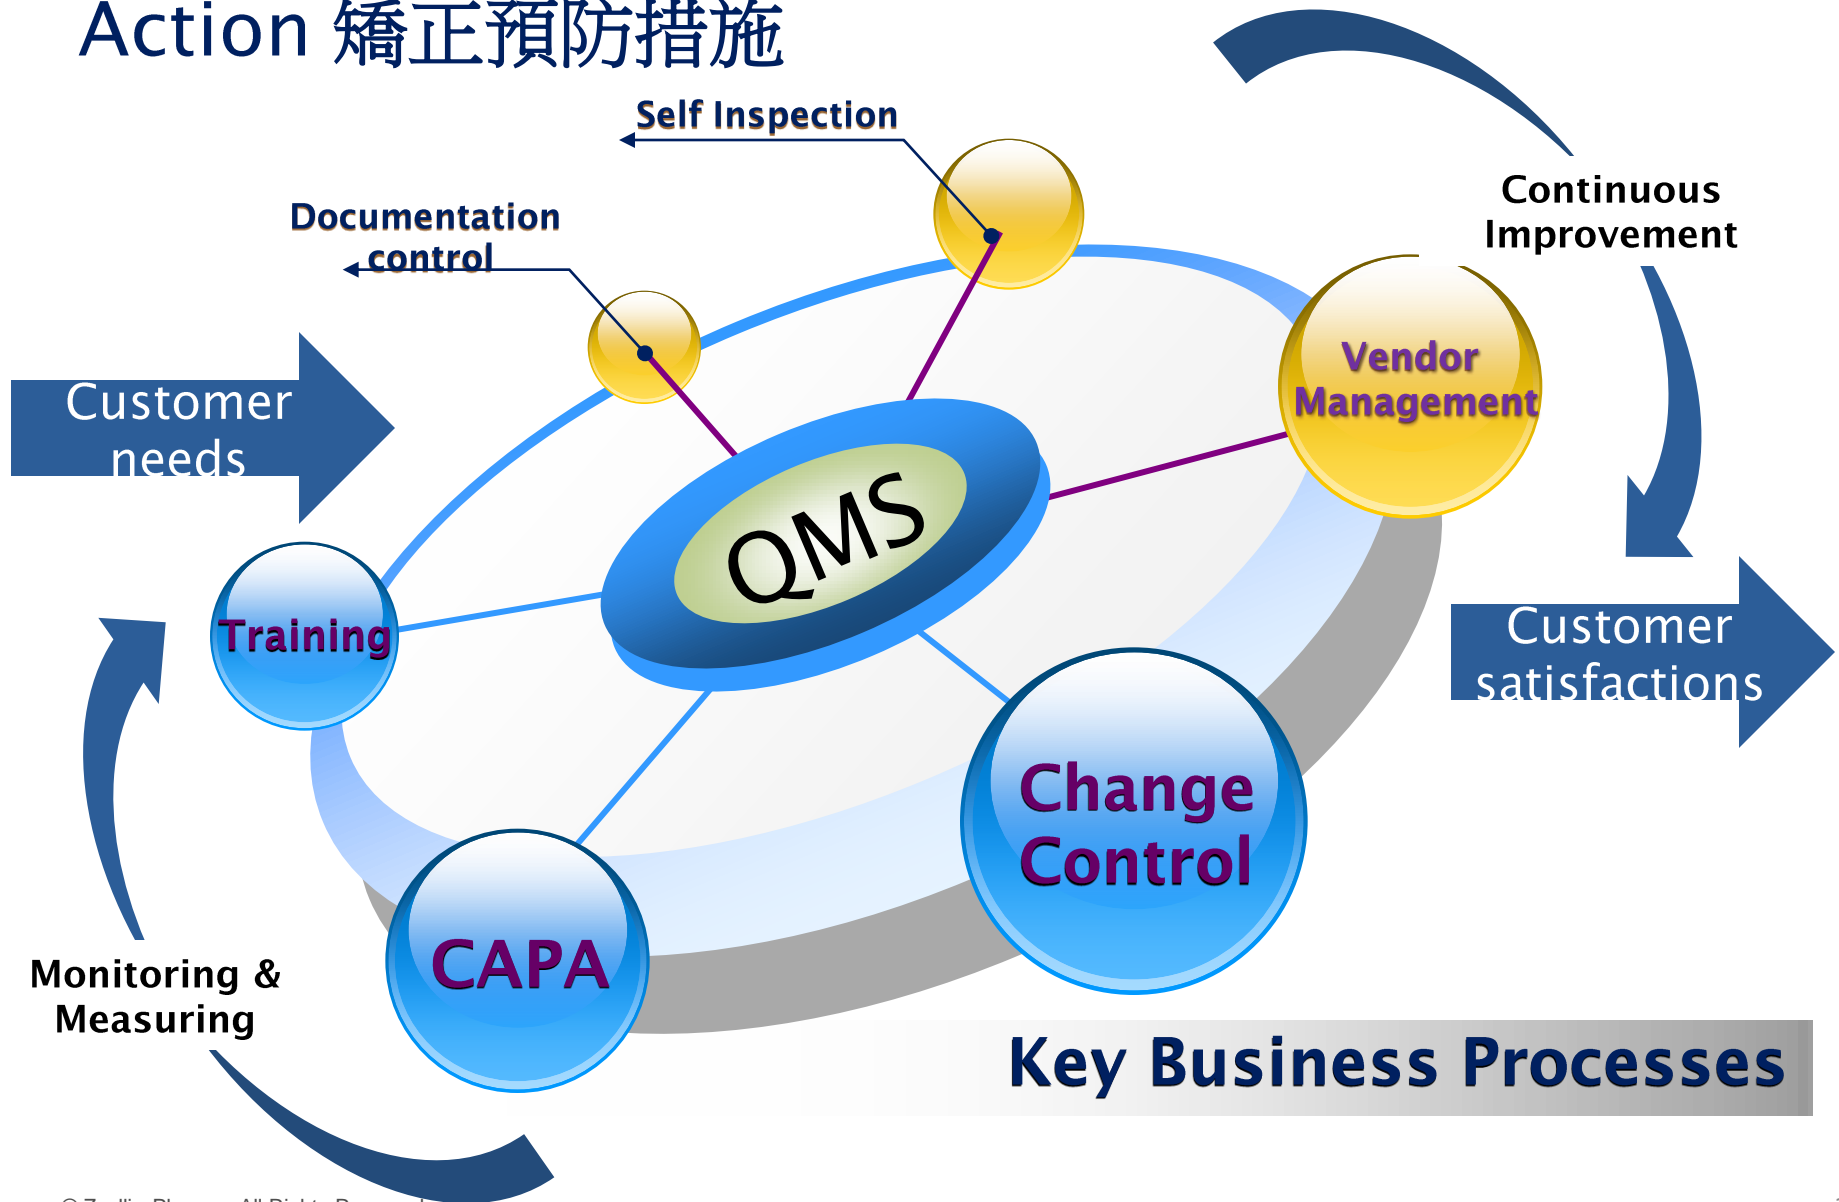 Action 矯正預防措施
Self Inspection
Documentation
control
Continuous
Improvement
Vendor
Management
Customer
needs
QMS
Training
Customer
satisfactions
Change
Control
CAPA
Monitoring &
Measuring
Key Business Processes